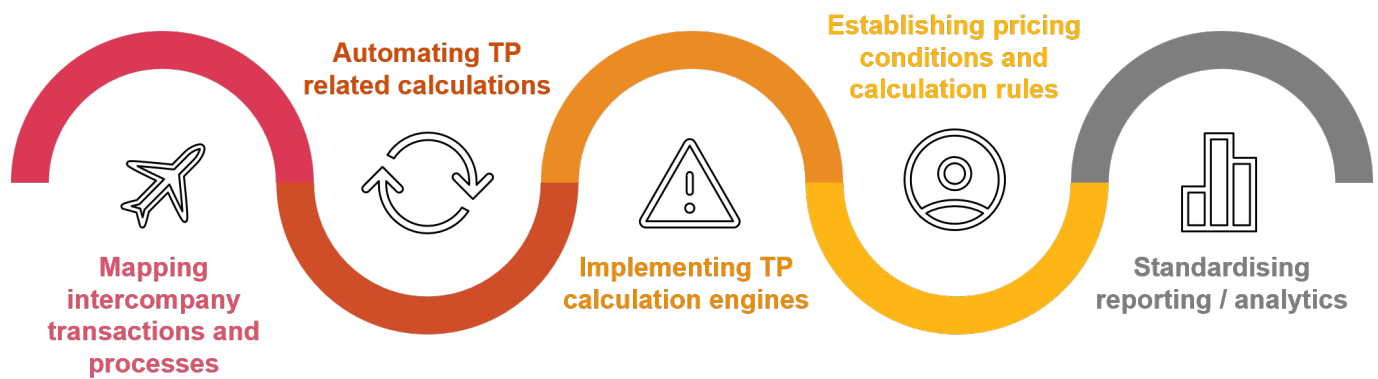 Mapping
intercompany
transactions and
processes
Automating TP
related calculations
Implementing TP
calculation engines
Establishing pricing
conditions and
calculation rules
Standardising
reporting / analytics